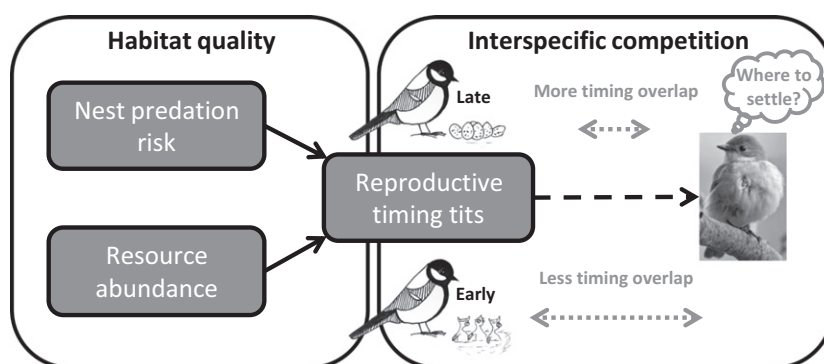 Habitat quality
Interspecific competition
Nest predation
risk
Late
More timing overlap
Where to
settle?
Reproductive
timing tits
Resource
abundance
Early
Less timing overlap